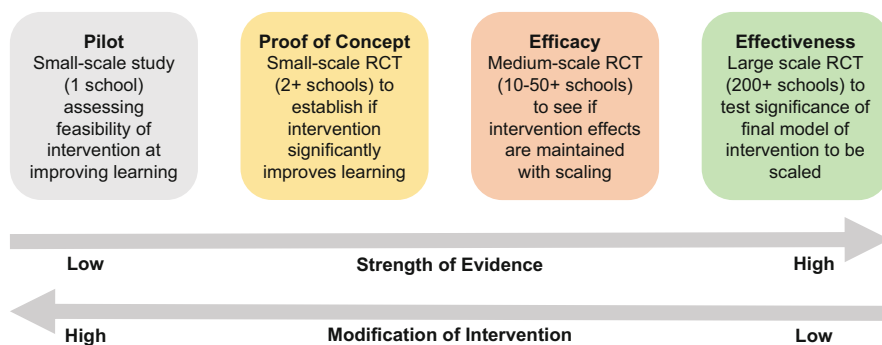 Pilot
Small-scale study
(1 school)
assessing
feasibility of
intervention at
improving learning
Proof of Concept
Small-scale RCT
(2+ schools) to
establish if
intervention
significantly
improves learning
Efficacy
Medium-scale RCT
(10-50+ schools)
to see if
intervention effects
are maintained
with scaling
Effectiveness
Large scale RCT
(200+ schools) to
test significance of
final model of
intervention to be
scaled
Low Strength of Evidence High
High Modification of Intervention Low